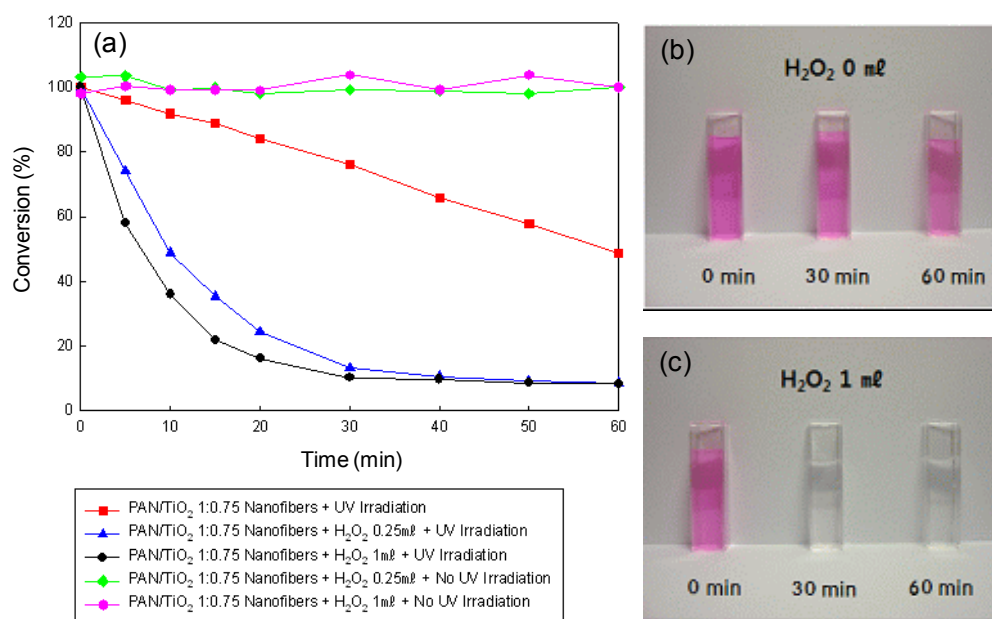 (a)
Conversion (%)
120
100
80
60
40
20
0
0 10 20 30 40 50 60
Time (min)
PAN/TiO₂ 1:0.75 Nanofibers + UV Irradiation
PAN/TiO₂ 1:0.75 Nanofibers + H₂O₂ 0.25㎖ + UV Irradiation
PAN/TiO₂ 1:0.75 Nanofibers + H₂O₂ 1㎖ + UV Irradiation
PAN/TiO₂ 1:0.75 Nanofibers + H₂O₂ 0.25㎖ + No UV Irradiation
PAN/TiO₂ 1:0.75 Nanofibers + H₂O₂ 1㎖ + No UV Irradiation
(b)
H₂O₂ 0 ㎖
0 min 30 min 60 min
(c)
H₂O₂ 1 ㎖
0 min 30 min 60 min